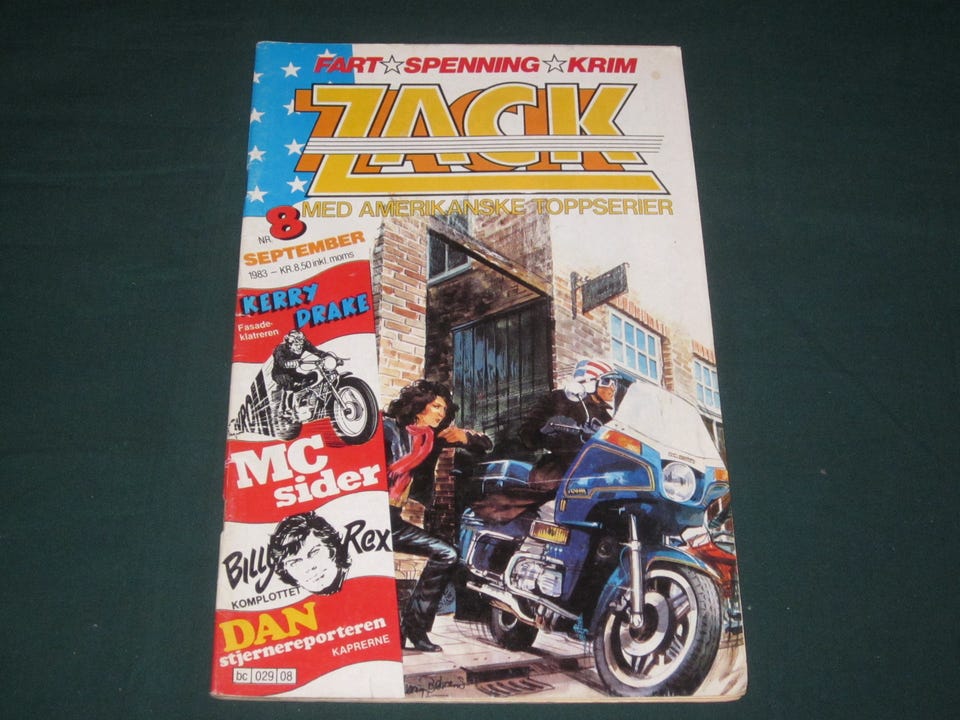 FART☆SPENNING☆KRIM
ZACK
MED AMERIKANSKE TOPPSERIER
NR. 8
SEPTEMBER
1983 – KR. 8,50 inkl. moms
KERRY
DRAKE
Fasade-
klatreren
MC
sider
BILLY Rex
KOMPLOTTET
DAN
stjernereporteren
KAPRERNE
bc 029 08